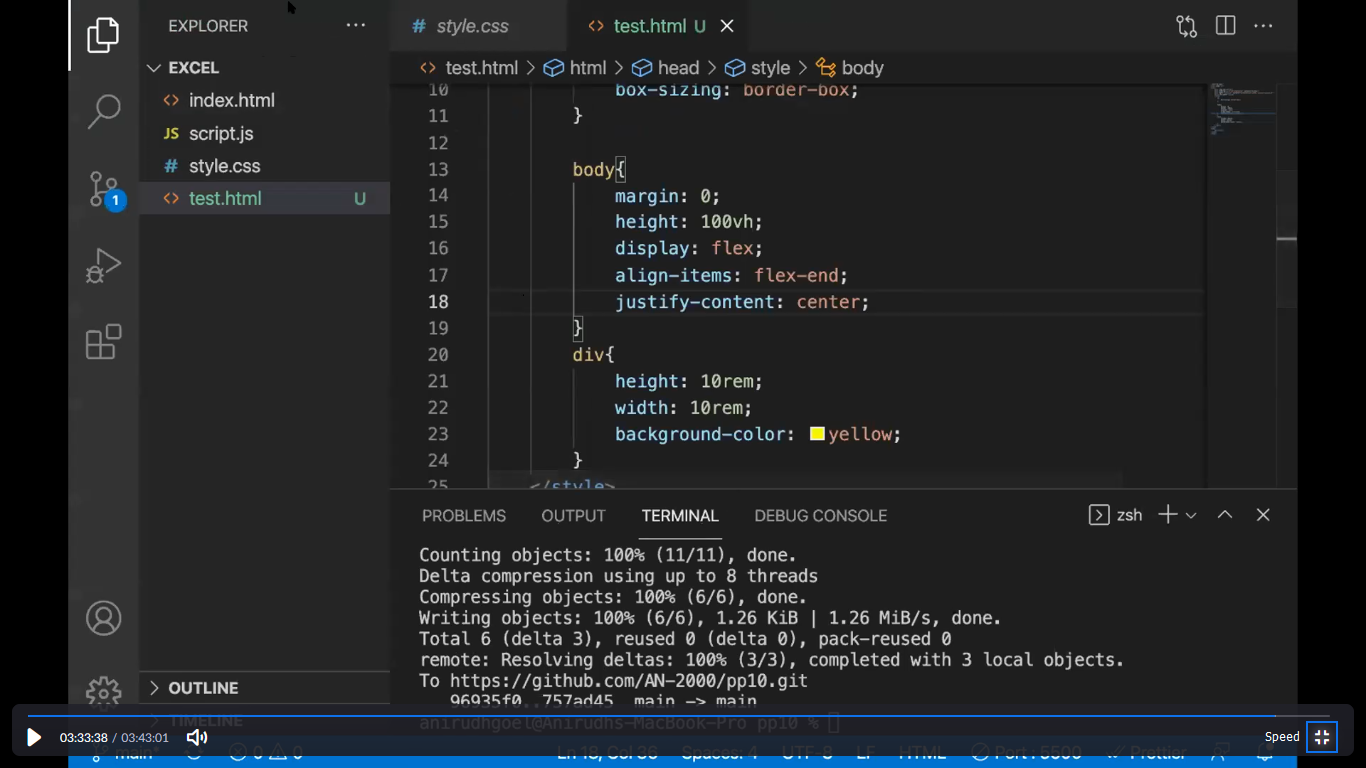 EXPLORER
EXCEL
index.html
JS script.js
# style.css
test.html U
1
OUTLINE
TIMELINE
# style.css
test.html U
test.html > html > head > style > body
10 box-sizing: border-box;
11 }
12
13 body{
14 margin: 0;
15 height: 100vh;
16 display: flex;
17 align-items: flex-end;
18 justify-content: center;
19 }
20 div{
21 height: 10rem;
22 width: 10rem;
23 background-color: yellow;
24 }
25 </style>
PROBLEMS OUTPUT TERMINAL DEBUG CONSOLE zsh
Counting objects: 100% (11/11), done.
Delta compression using up to 8 threads
Compressing objects: 100% (6/6), done.
Writing objects: 100% (6/6), 1.26 KiB | 1.26 MiB/s, done.
Total 6 (delta 3), reused 0 (delta 0), pack-reused 0
remote: Resolving deltas: 100% (3/3), completed with 3 local objects.
To https://github.com/AN-2000/pp10.git
96935f0..757ad45 main -> main
anirudhgoel@Anirudhs-MacBook-Pro pp10 %
03:33:38 / 03:43:01 Speed
main* 0 0 Ln 18, Col 36 Spaces: 4 UTF-8 LF HTML Port : 5500 Prettier